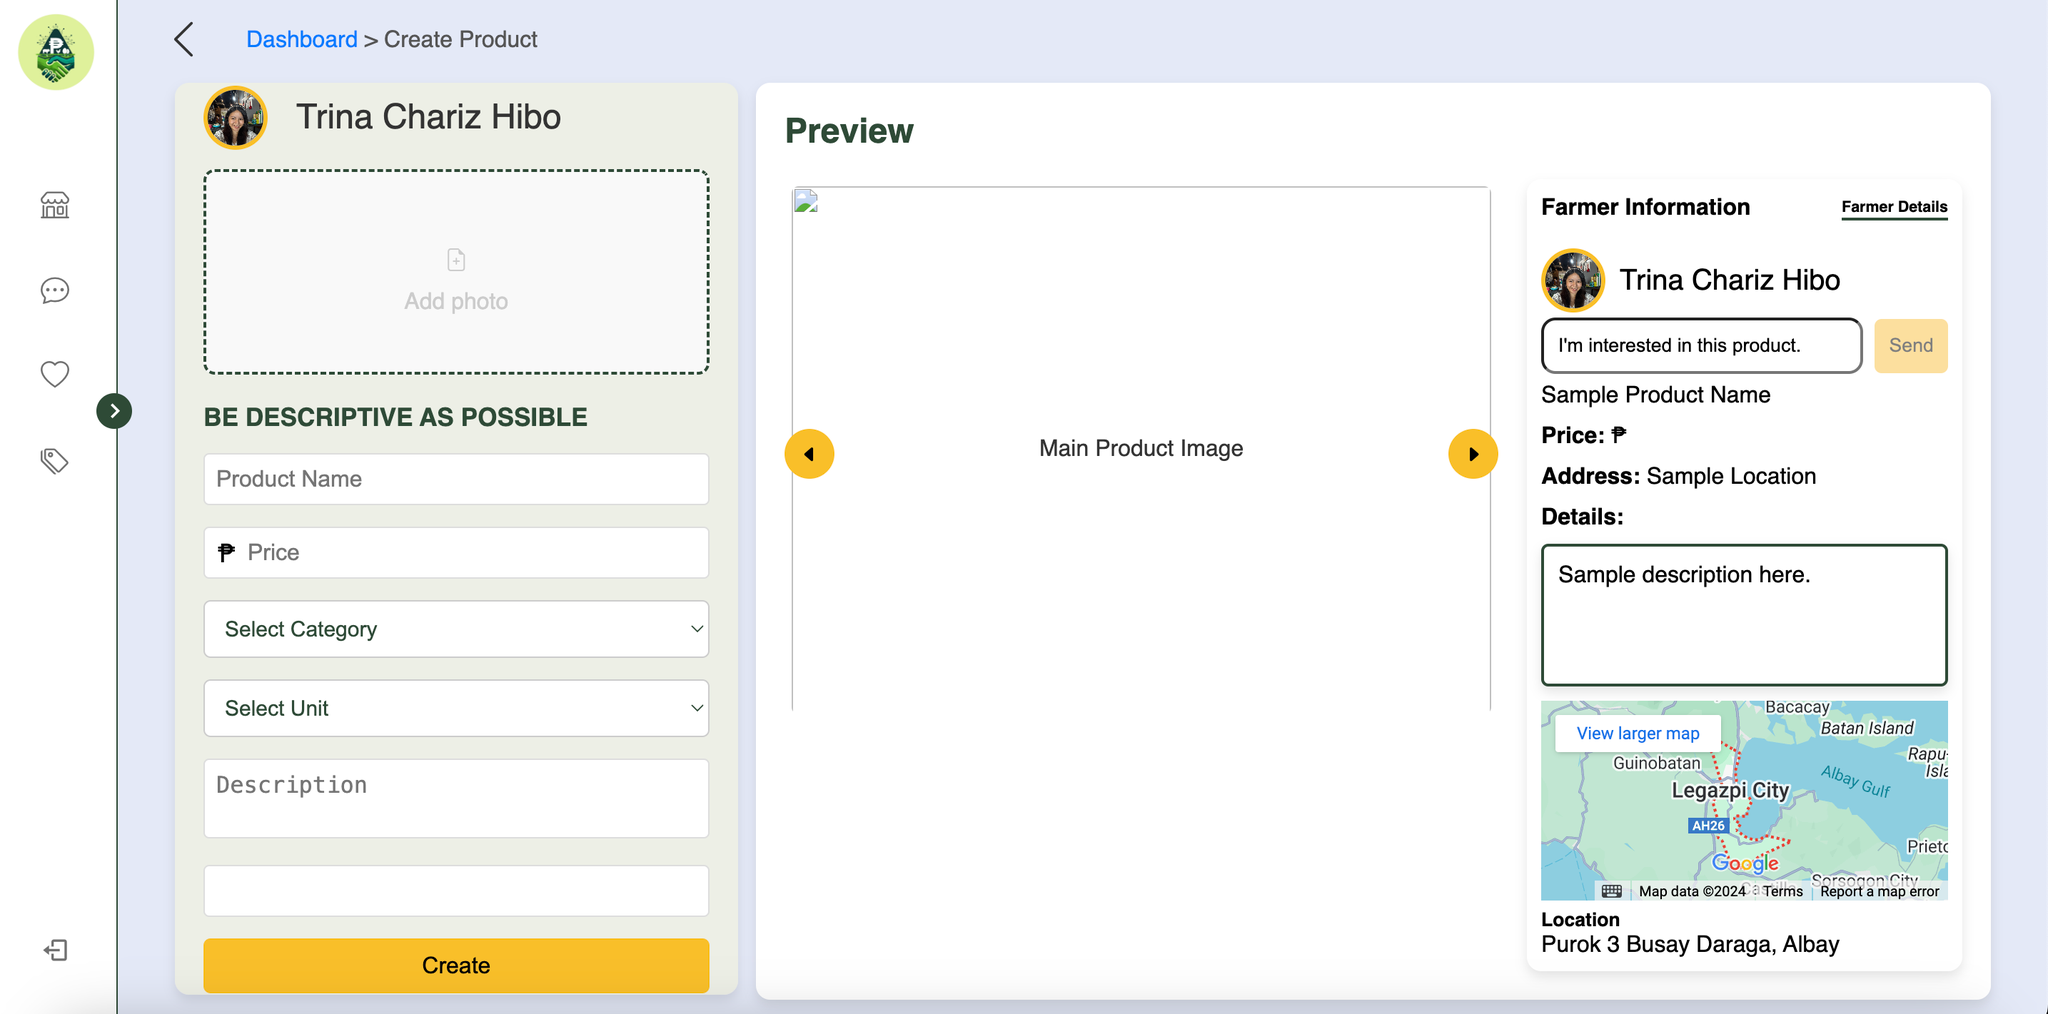 Dashboard > Create Product
Trina Chariz Hibo
Add photo
BE DESCRIPTIVE AS POSSIBLE
Product Name
₱ Price
Select Category
Select Unit
Description
Create
Preview
Main Product Image
Farmer Information
Farmer Details
Trina Chariz Hibo
I'm interested in this product.
Send
Sample Product Name
Price: ₱
Address: Sample Location
Details:
Sample description here.
View larger map
Bacacay
Batan Island
Rapu-
Isla
Guinobatan
Albay Gulf
Legazpi City
AH26
Prieto
Google
Sorsogon City
Map data ©2024
Terms
Report a map error
Location
Purok 3 Busay Daraga, Albay